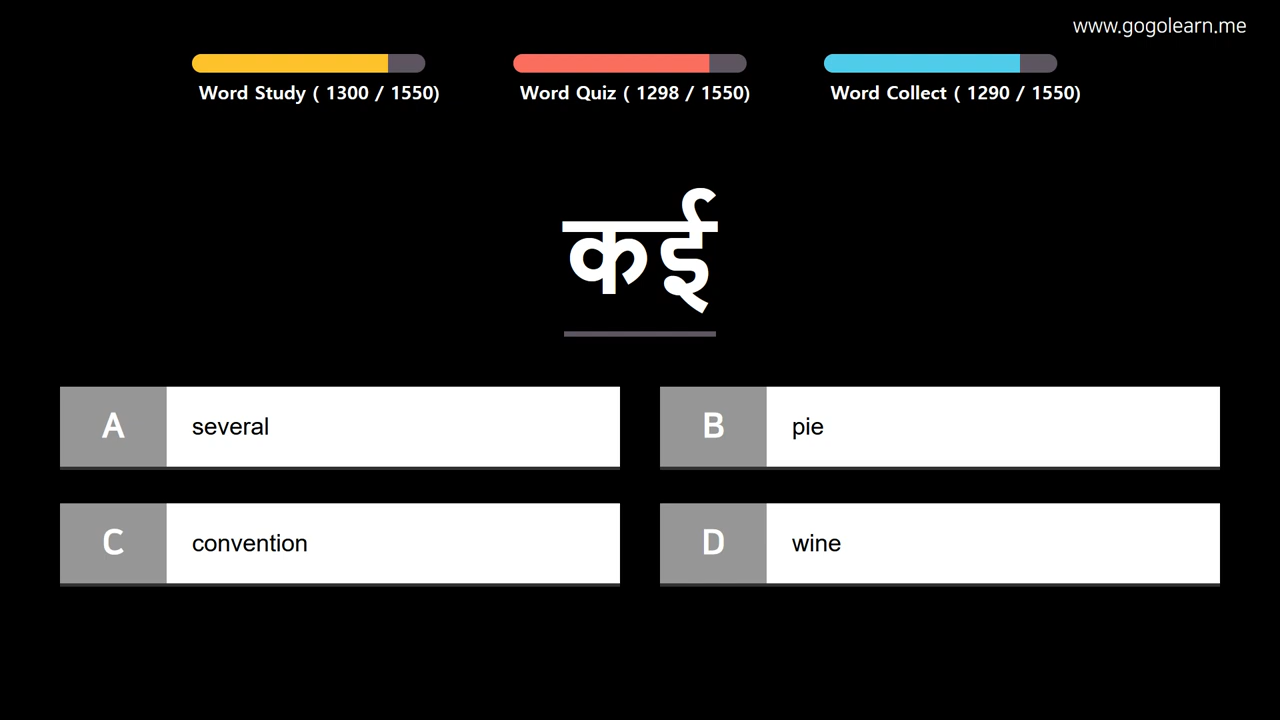 www.gogolearn.me
Word Study ( 1300 / 1550)
Word Quiz ( 1298 / 1550)
Word Collect ( 1290 / 1550)
कई
A several
B pie
C convention
D wine